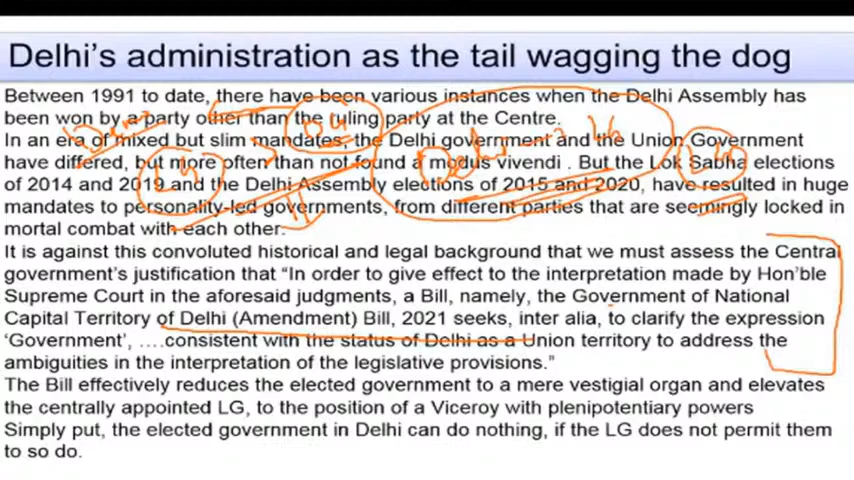 Delhi's administration as the tail wagging the dog
Between 1991 to date, there have been various instances when the Delhi Assembly has
been won by a party other than the ruling party at the Centre.
In an era of mixed but slim mandates, the Delhi government and the Union Government
have differed, but more often than not found a modus vivendi . But the Lok Sabha elections
of 2014 and 2019 and the Delhi Assembly elections of 2015 and 2020, have resulted in huge
mandates to personality-led governments, from different parties that are seemingly locked in
mortal combat with each other.
It is against this convoluted historical and legal background that we must assess the Central
government's justification that “In order to give effect to the interpretation made by Hon'ble
Supreme Court in the aforesaid judgments, a Bill, namely, the Government of National
Capital Territory of Delhi (Amendment) Bill, 2021 seeks, inter alia, to clarify the expression
‘Government’, ....consistent with the status of Delhi as a Union territory to address the
ambiguities in the interpretation of the legislative provisions.”
The Bill effectively reduces the elected government to a mere vestigial organ and elevates
the centrally appointed LG, to the position of a Viceroy with plenipotentiary powers
Simply put, the elected government in Delhi can do nothing, if the LG does not permit them
to so do.